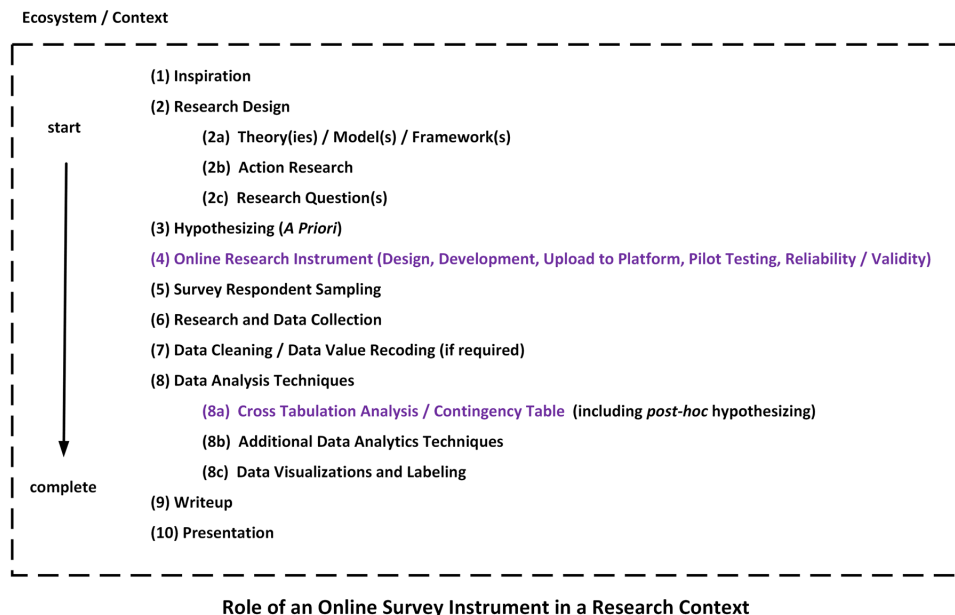 Ecosystem / Context
(1) Inspiration
(2) Research Design
start
(2a) Theory(ies) / Model(s) / Framework(s)
(2b) Action Research
(2c) Research Question(s)
(3) Hypothesizing (A Priori)
(4) Online Research Instrument (Design, Development, Upload to Platform, Pilot Testing, Reliability / Validity)
(5) Survey Respondent Sampling
(6) Research and Data Collection
(7) Data Cleaning / Data Value Recoding (if required)
(8) Data Analysis Techniques
(8a) Cross Tabulation Analysis / Contingency Table (including post-hoc hypothesizing)
(8b) Additional Data Analytics Techniques
(8c) Data Visualizations and Labeling
complete
(9) Writeup
(10) Presentation
Role of an Online Survey Instrument in a Research Context